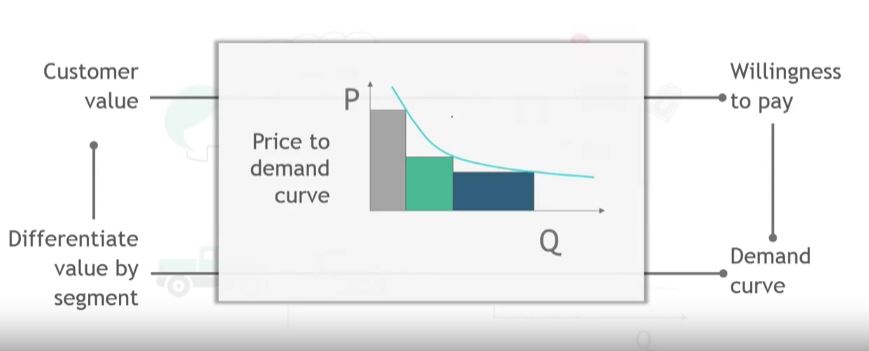 Customer
value
Differentiate
value by
segment
Price to
demand
curve
P
Q
Willingness
to pay
Demand
curve
Q